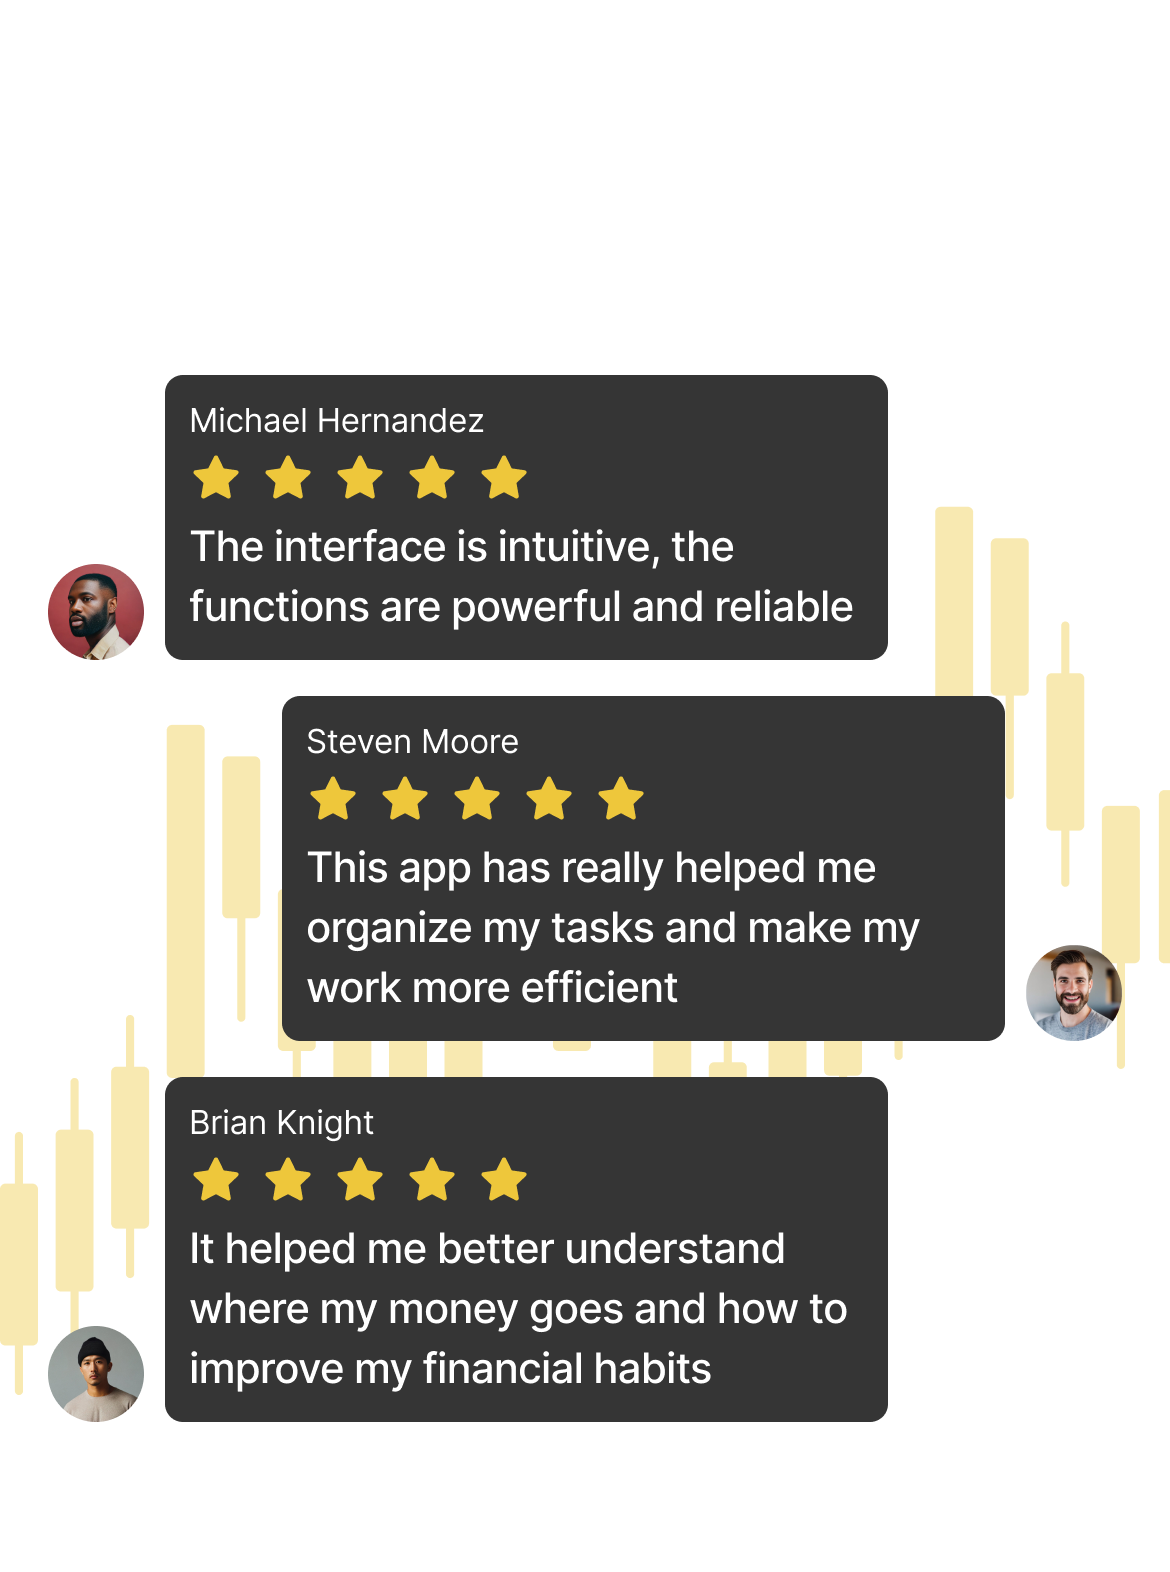 Michael Hernandez
The interface is intuitive, the
functions are powerful and reliable
Steven Moore
This app has really helped me
organize my tasks and make my
work more efficient
Brian Knight
It helped me better understand
where my money goes and how to
improve my financial habits